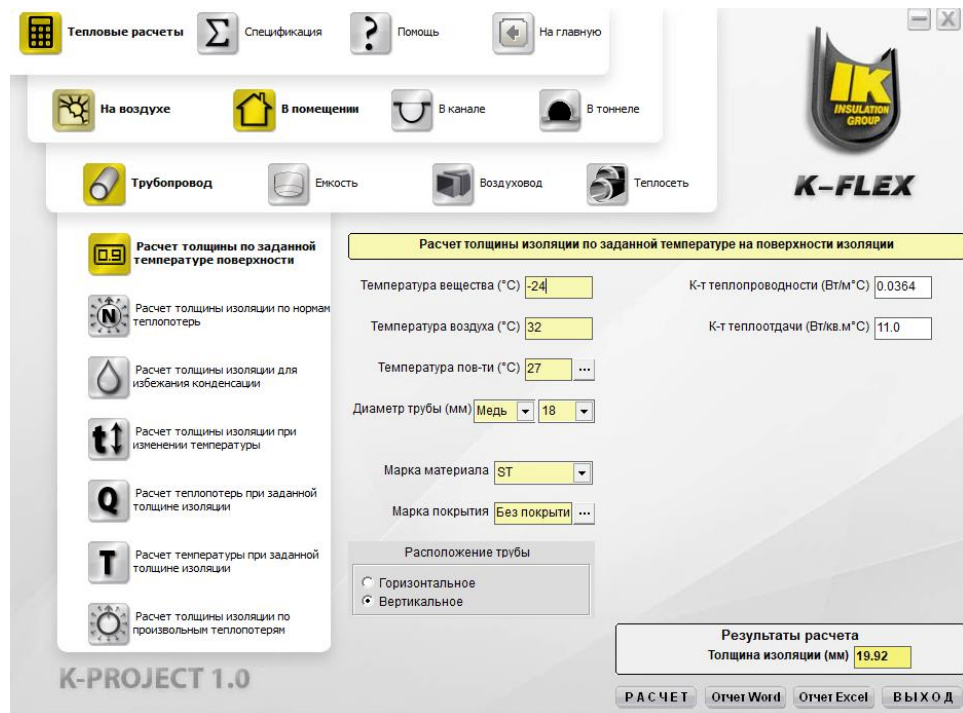 Тепловые расчеты
Спецификация
Помощь
На главную
На воздухе
В помещении
В канале
В тоннеле
Трубопровод
Емкость
Воздуховод
Теплосеть
IK
INSULATION
GROUP
K-FLEX
0.9
Расчет толщины по заданной
температуре поверхности
N
Расчет толщины изоляции по нормам
теплопотерь
Расчет толщины изоляции для
избежания конденсации
t
Расчет толщины изоляции при
изменении температуры
Q
Расчет теплопотерь при заданной
толщине изоляции
T
Расчет температуры при заданной
толщине изоляции
Расчет толщины изоляции по
произвольным теплопотерям
K-PROJECT 1.0
Расчет толщины изоляции по заданной температуре на поверхности изоляции
Температура вещества (°C) -24
К-т теплопроводности (Вт/м°C) 0.0364
Температура воздуха (°C) 32
К-т теплоотдачи (Вт/кв.м°C) 11.0
Температура пов-ти (°C) 27 ...
Диаметр трубы (мм) Медь 18
Марка материала ST
Марка покрытия Без покрыти ...
Расположение трубы
Горизонтальное
Вертикальное
Результаты расчета
Толщина изоляции (мм) 19.92
РАСЧЕТ Отчет Word Отчет Excel ВЫХОД